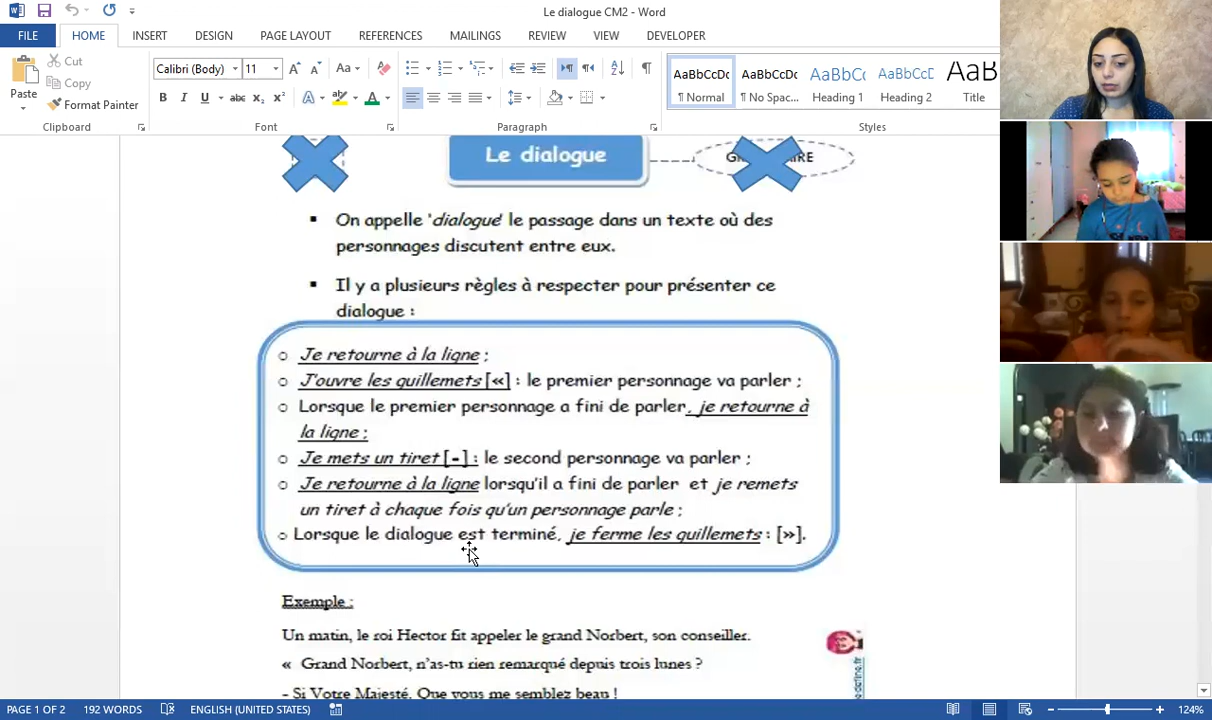 Le dialogue CM2 - Word
FILE HOME INSERT DESIGN PAGE LAYOUT REFERENCES MAILINGS REVIEW VIEW DEVELOPER
Paste
Cut
Copy
Format Painter
Calibri (Body) 11
AaBbCcDc AaBbCcDc AaBbCc AaBbCcD AaB
¶ Normal ¶ No Spac... Heading 1 Heading 2 Title
Clipboard Font Paragraph Styles
Le dialogue
On appelle 'dialogue' le passage dans un texte où des
personnages discutent entre eux.
Il y a plusieurs règles à respecter pour présenter ce
dialogue :
Je retourne à la ligne ;
J'ouvre les guillemets [«] : le premier personnage va parler ;
Lorsque le premier personnage a fini de parler, je retourne à
la ligne ;
Je mets un tiret [-] : le second personnage va parler ;
Je retourne à la ligne lorsqu'il a fini de parler et je remets
un tiret à chaque fois qu'un personnage parle ;
Lorsque le dialogue est terminé, je ferme les guillemets : [»].
Exemple :
Un matin, le roi Hector fit appeler le grand Norbert, son conseiller.
« Grand Norbert, n'as-tu rien remarqué depuis trois lunes ?
- Si Votre Majesté. Que vous me semblez beau !
PAGE 1 OF 2 192 WORDS ENGLISH (UNITED STATES) 124%